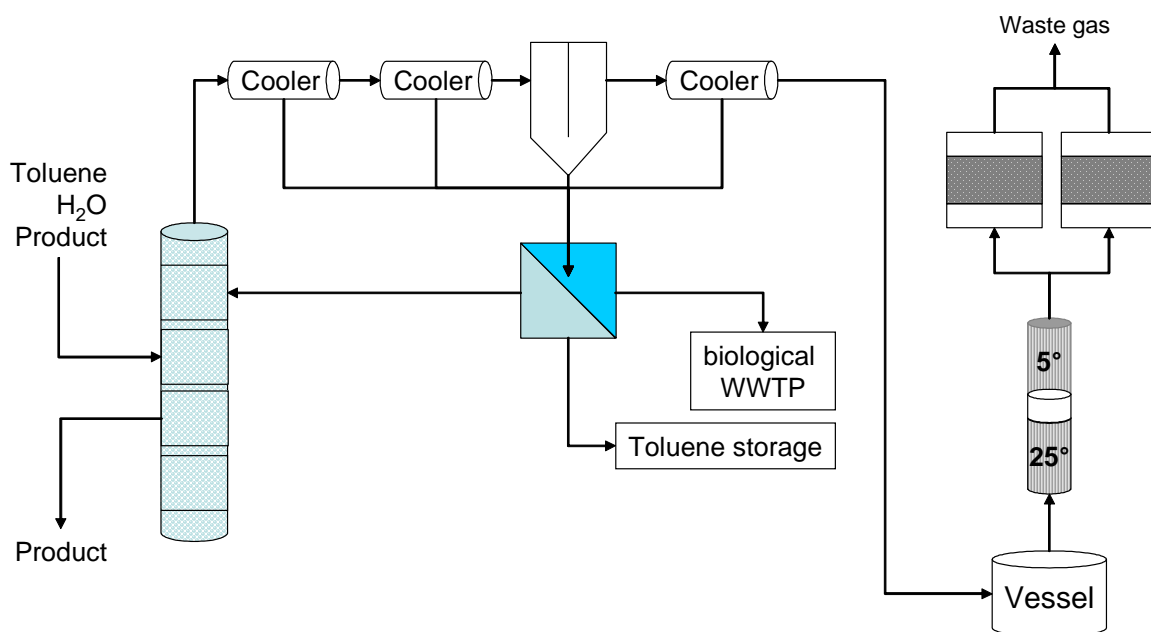 Waste gas
Cooler
Cooler
Cooler
Toluene
H₂O
Product
5°
25°
biological
WWTP
Toluene storage
Product
Vessel